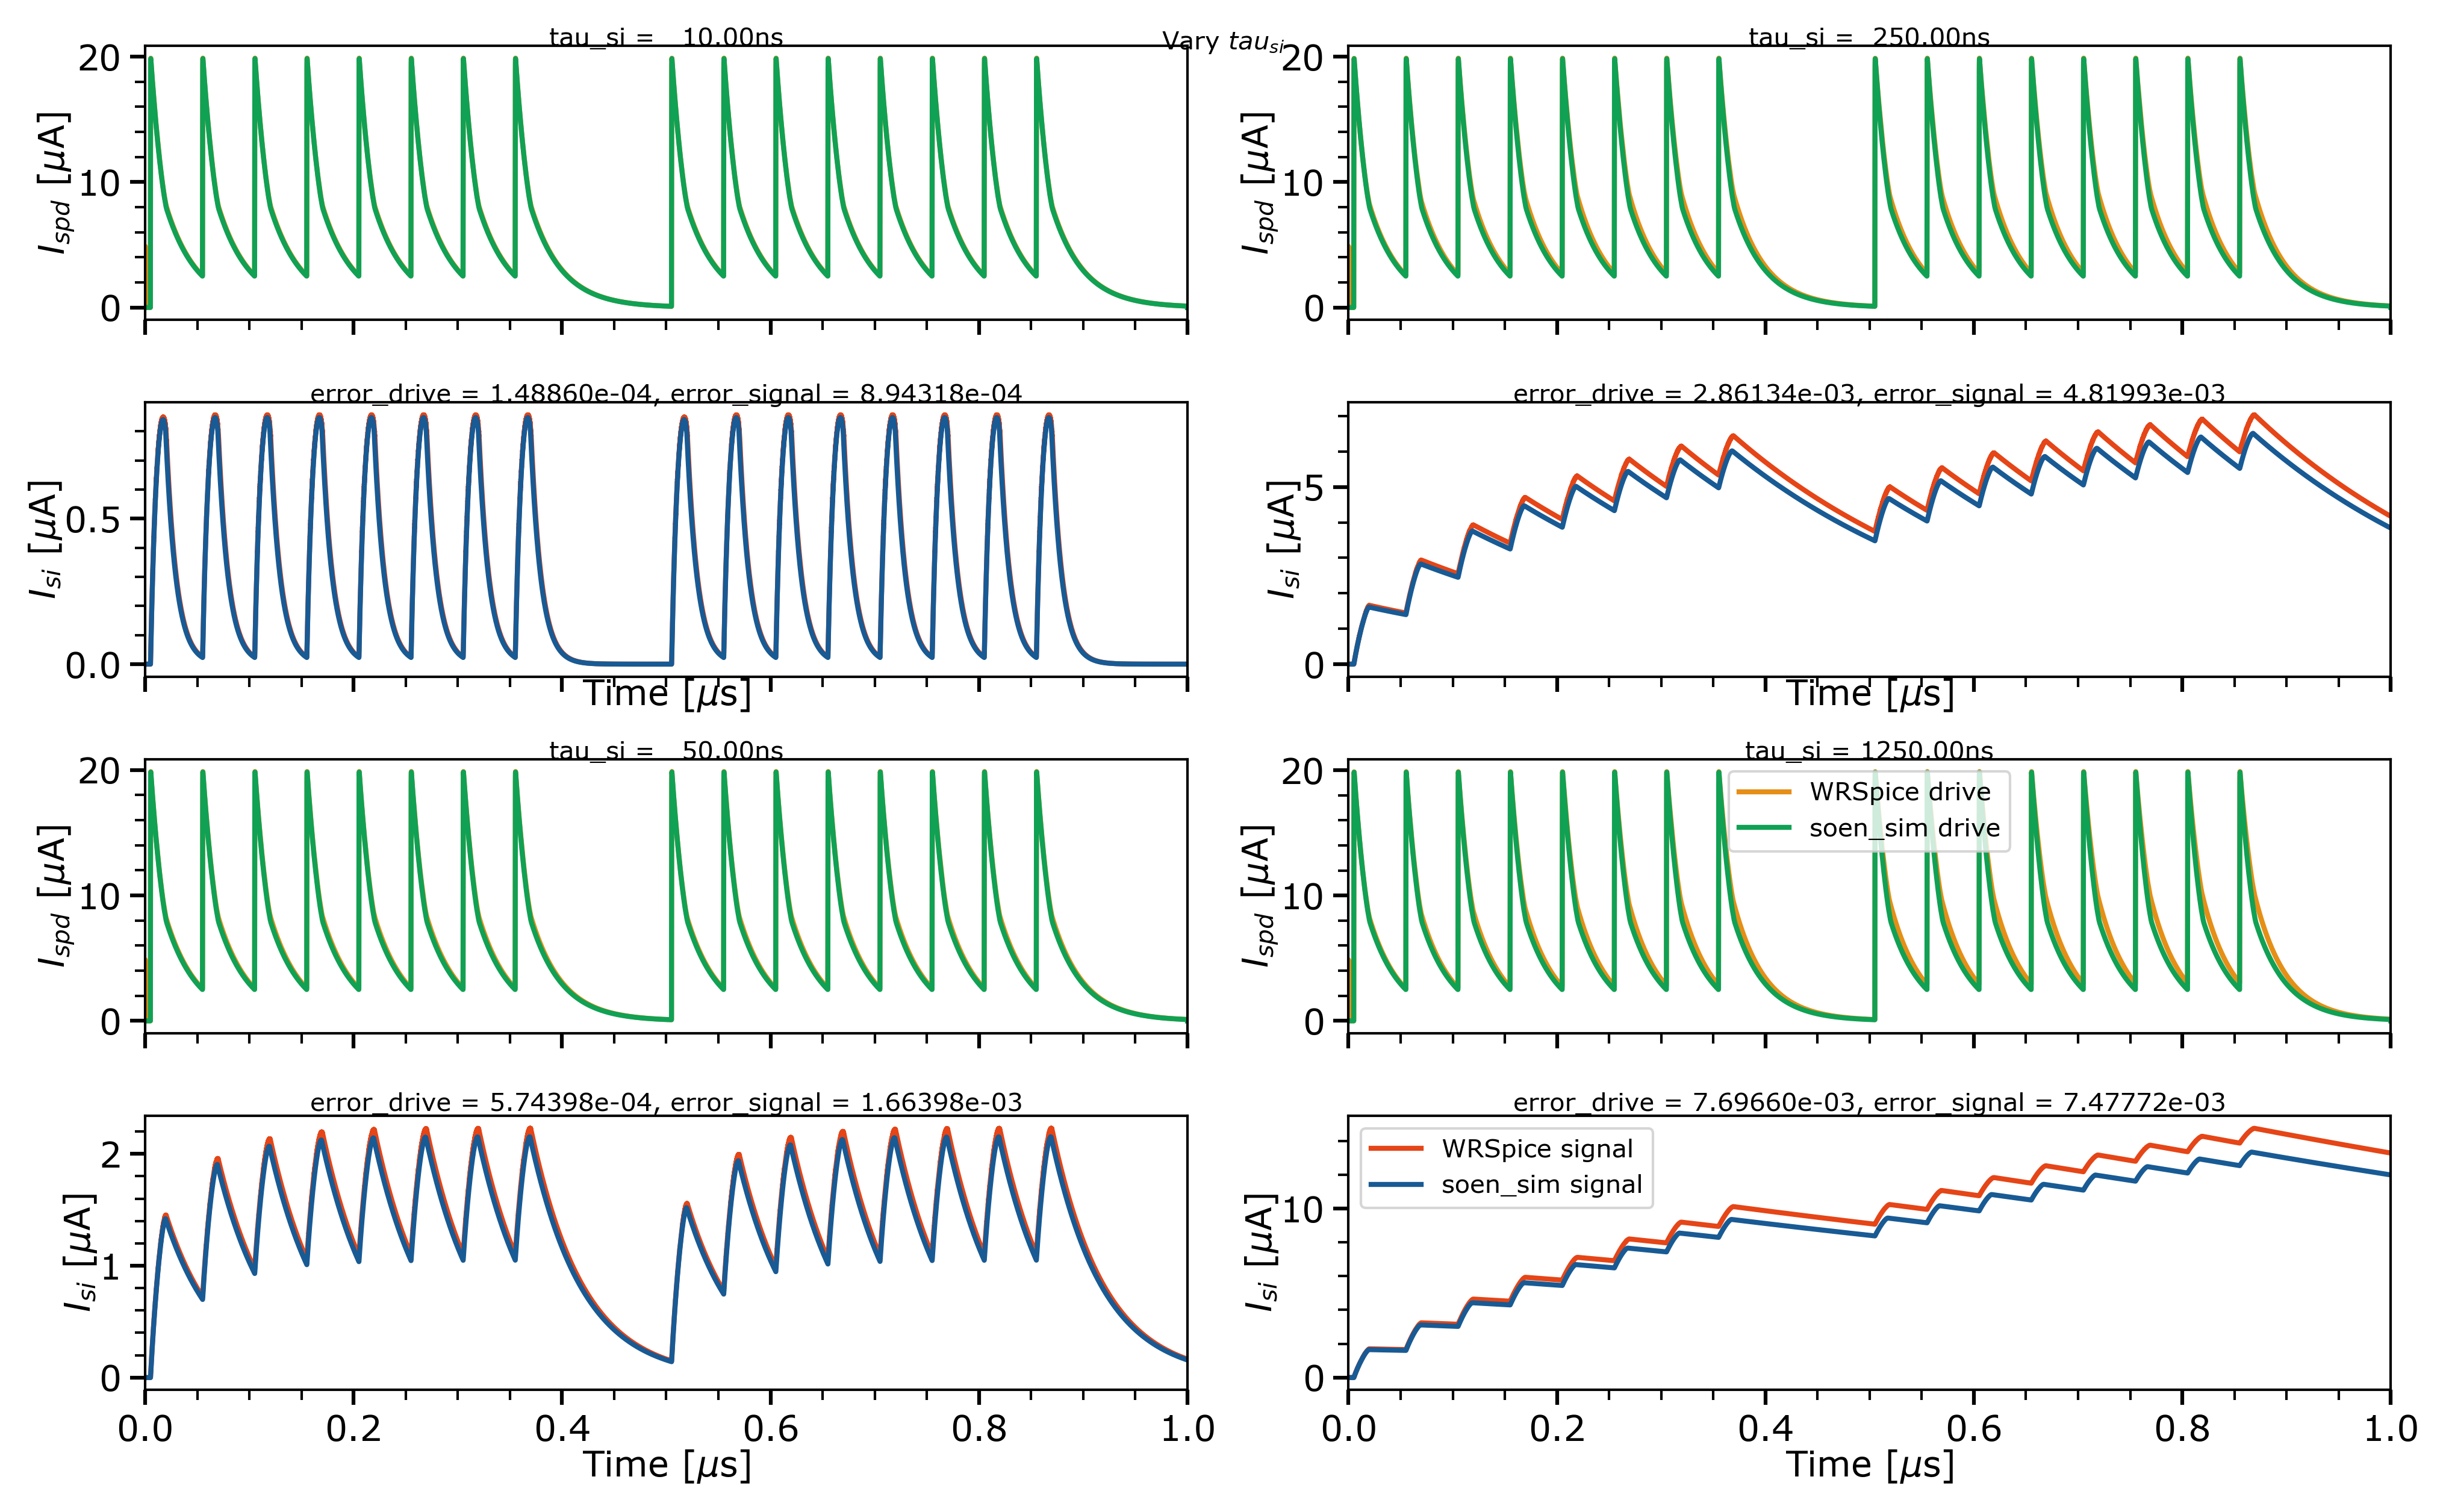 Vary tau_si
tau_si = 10.00ns
20
10
0
I_spd [μA]
error_drive = 1.48860e-04, error_signal = 8.94318e-04
0.5
0.0
I_si [μA]
Time [μs]
tau_si = 250.00ns
20
10
0
I_spd [μA]
error_drive = 2.86134e-03, error_signal = 4.81993e-03
5
0
I_si [μA]
Time [μs]
tau_si = 50.00ns
20
10
0
I_spd [μA]
error_drive = 5.74398e-04, error_signal = 1.66398e-03
2
1
0
I_si [μA]
0.0 0.2 0.4 0.6 0.8 1.0
Time [μs]
tau_si = 1250.00ns
20
10
0
I_spd [μA]
WRSpice drive
soen_sim drive
error_drive = 7.69660e-03, error_signal = 7.47772e-03
10
0
I_si [μA]
WRSpice signal
soen_sim signal
0.0 0.2 0.4 0.6 0.8 1.0
Time [μs]